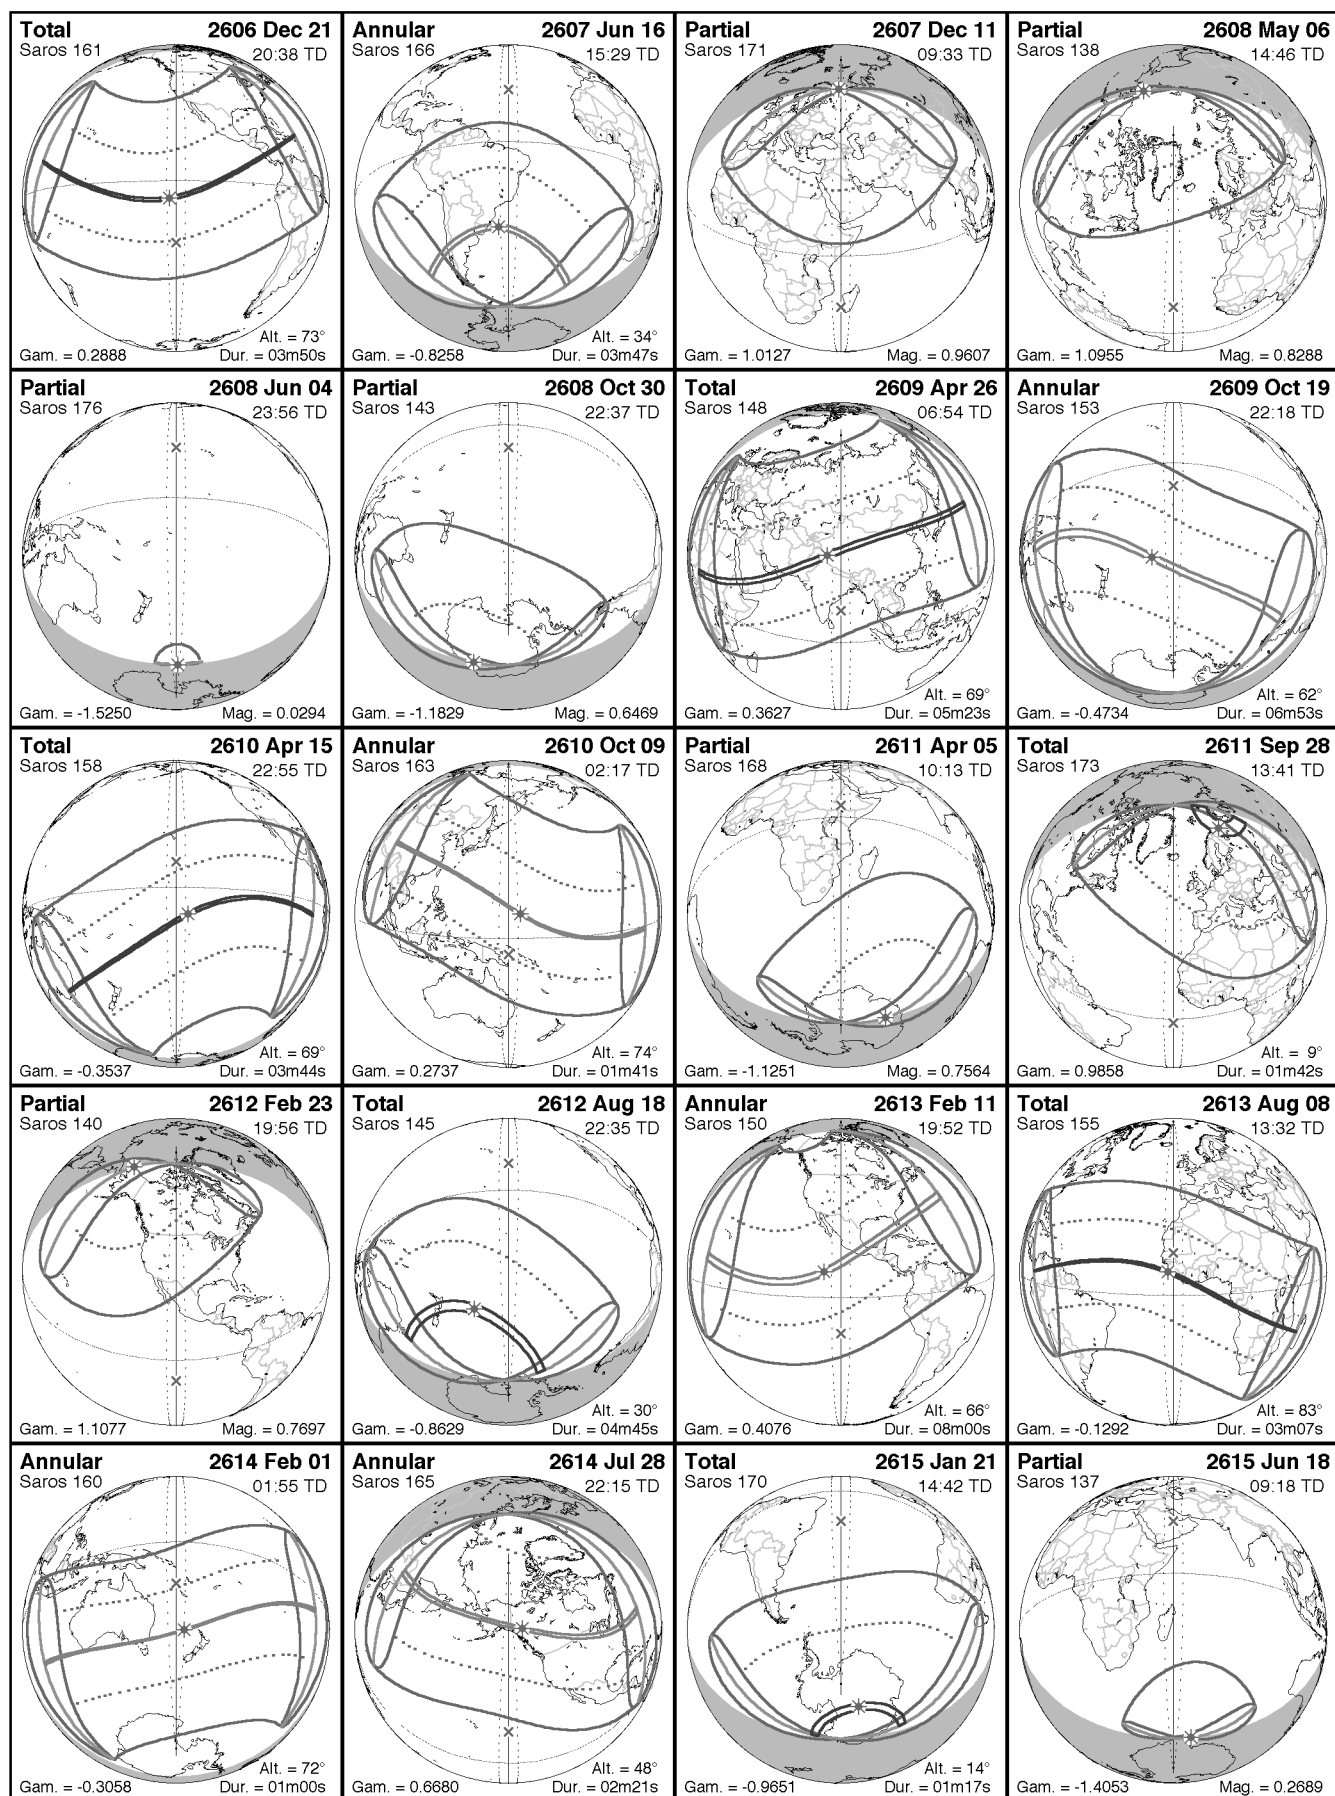 Total 2606 Dec 21
Saros 161 20:38 TD
Alt. = 73°
Gam. = 0.2888 Dur. = 03m50s
Annular 2607 Jun 16
Saros 166 15:29 TD
Alt. = 34°
Gam. = -0.8258 Dur. = 03m47s
Partial 2607 Dec 11
Saros 171 09:33 TD
Gam. = 1.0127 Mag. = 0.9607
Partial 2608 May 06
Saros 138 14:46 TD
Gam. = 1.0955 Mag. = 0.8288
Partial 2608 Jun 04
Saros 176 23:56 TD
Gam. = -1.5250 Mag. = 0.0294
Partial 2608 Oct 30
Saros 143 22:37 TD
Gam. = -1.1829 Mag. = 0.6469
Total 2609 Apr 26
Saros 148 06:54 TD
Alt. = 69°
Gam. = 0.3627 Dur. = 05m23s
Annular 2609 Oct 19
Saros 153 22:18 TD
Alt. = 62°
Gam. = -0.4734 Dur. = 06m53s
Total 2610 Apr 15
Saros 158 22:55 TD
Alt. = 69°
Gam. = -0.3537 Dur. = 03m44s
Annular 2610 Oct 09
Saros 163 02:17 TD
Alt. = 74°
Gam. = 0.2737 Dur. = 01m41s
Partial 2611 Apr 05
Saros 168 10:13 TD
Gam. = -1.1251 Mag. = 0.7564
Total 2611 Sep 28
Saros 173 13:41 TD
Alt. = 9°
Gam. = 0.9858 Dur. = 01m42s
Partial 2612 Feb 23
Saros 140 19:56 TD
Gam. = 1.1077 Mag. = 0.7697
Total 2612 Aug 18
Saros 145 22:35 TD
Alt. = 30°
Gam. = -0.8629 Dur. = 04m45s
Annular 2613 Feb 11
Saros 150 19:52 TD
Alt. = 66°
Gam. = 0.4076 Dur. = 08m00s
Total 2613 Aug 08
Saros 155 13:32 TD
Alt. = 83°
Gam. = -0.1292 Dur. = 03m07s
Annular 2614 Feb 01
Saros 160 01:55 TD
Alt. = 72°
Gam. = -0.3058 Dur. = 01m00s
Annular 2614 Jul 28
Saros 165 22:15 TD
Alt. = 48°
Gam. = 0.6680 Dur. = 02m21s
Total 2615 Jan 21
Saros 170 14:42 TD
Alt. = 14°
Gam. = -0.9651 Dur. = 01m17s
Partial 2615 Jun 18
Saros 137 09:18 TD
Gam. = -1.4053 Mag. = 0.2689